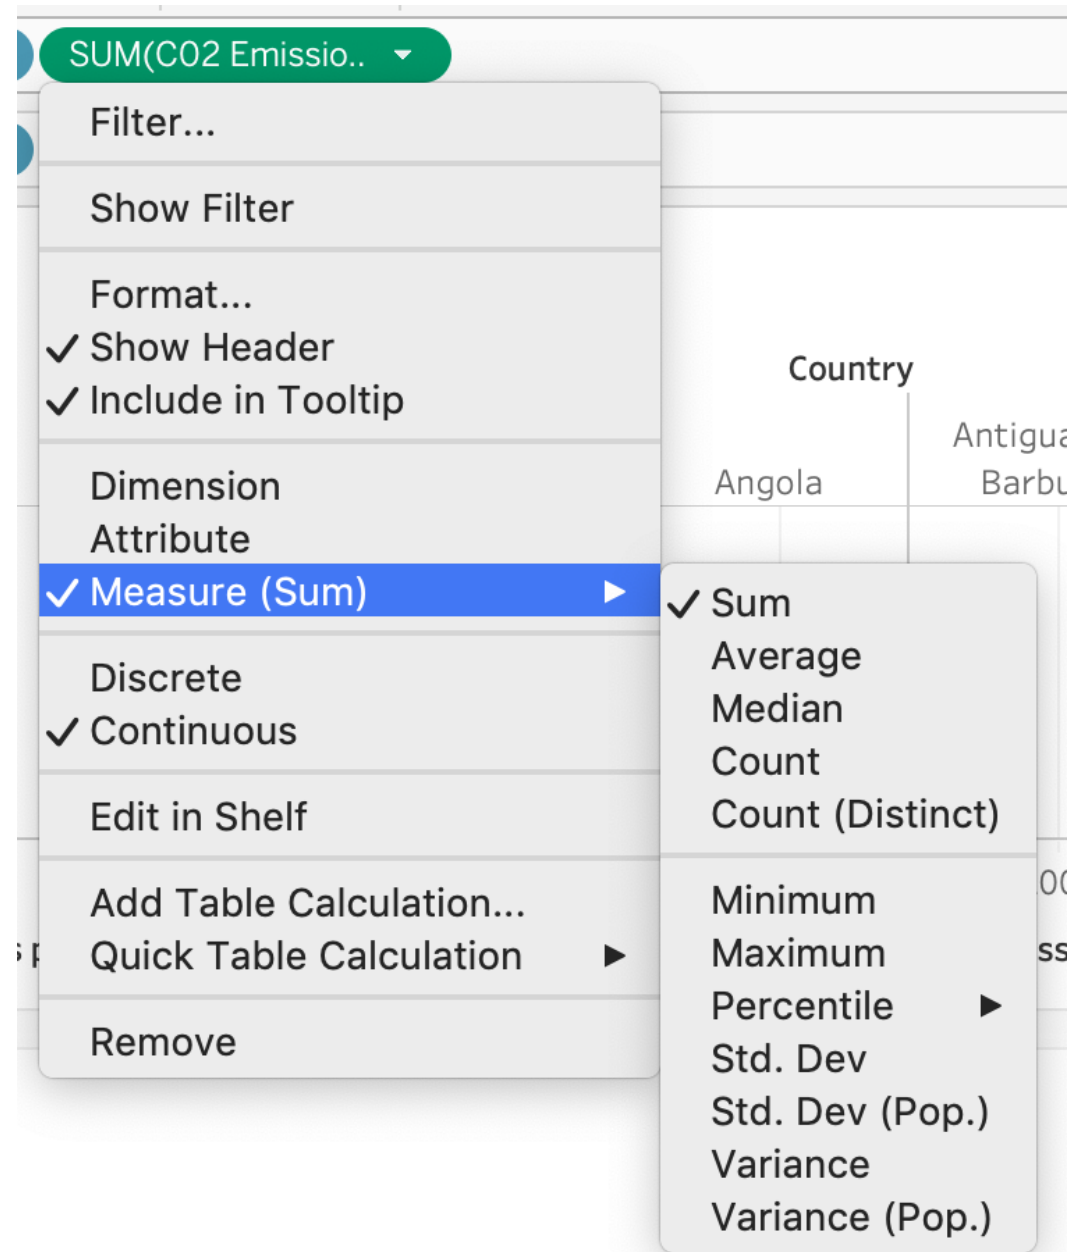 SUM(C02 Emissio..
Filter...
Show Filter
Format...
Show Header
Include in Tooltip
Dimension
Attribute
Measure (Sum)
Discrete
Continuous
Edit in Shelf
Add Table Calculation...
Quick Table Calculation
Remove
Country
Angola
Sum
Average
Median
Count
Count (Distinct)
Minimum
Maximum
Percentile
Std. Dev
Std. Dev (Pop.)
Variance
Variance (Pop.)